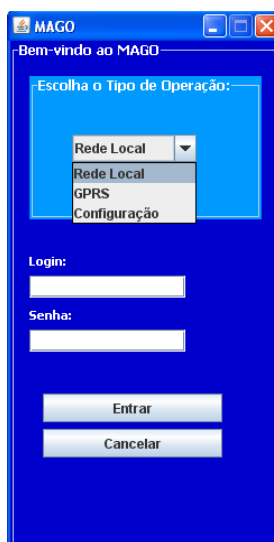 MAGO
Bem-vindo ao MAGO
Escolha o Tipo de Operação:
Rede Local
Rede Local
GPRS
Configuração
Login:
Senha:
Entrar
Cancelar